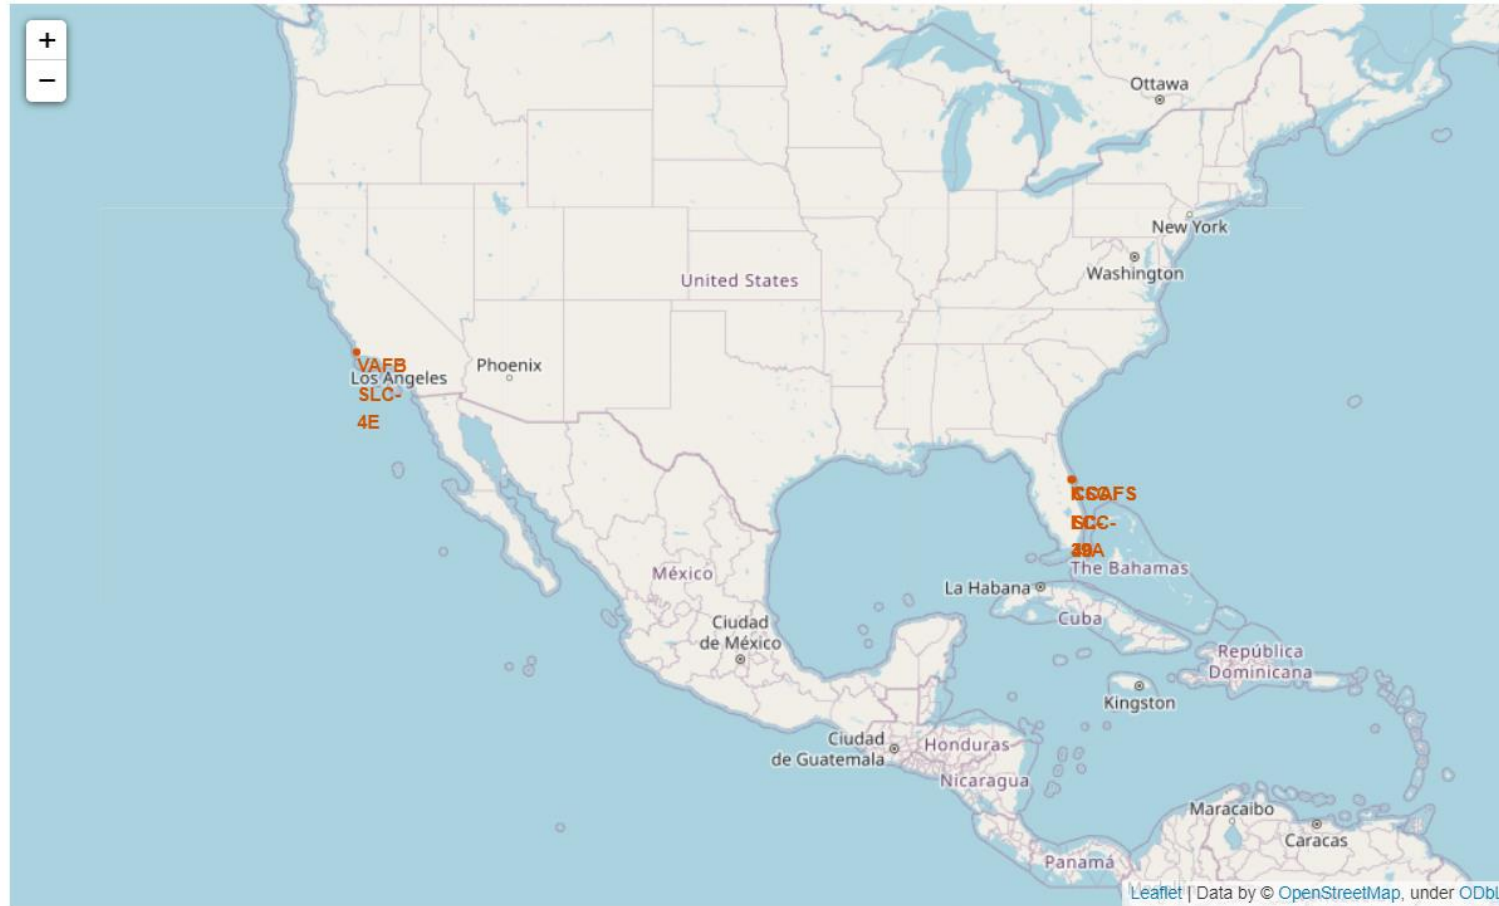 +
−
Ottawa
New York
Washington
United States
Phoenix
VAFB
Los Angeles
SLC-
4E
México
The Bahamas
La Habana
Cuba
Ciudad
de México
República
Dominicana
Kingston
Ciudad
de Guatemala
Honduras
Nicaragua
Maracaibo
Caracas
Panamá
Leaflet | Data by © OpenStreetMap, under ODbL